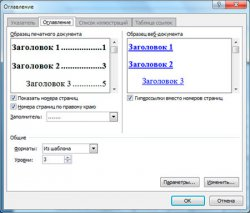 Оглавление
Указатель Оглавление Список иллюстраций Таблица ссылок
Образец печатного документа
Заголовок 1..............1
Заголовок 2..............3
Заголовок 3..............5
Образец веб-документа
Заголовок 1
Заголовок 2
Заголовок 3
Показать номера страниц
Номера страниц по правому краю
Заполнитель: .......
Гиперссылки вместо номеров страниц
Общие
Форматы: Из шаблона
Уровни: 3
Параметры... Изменить...
ОК Отмена